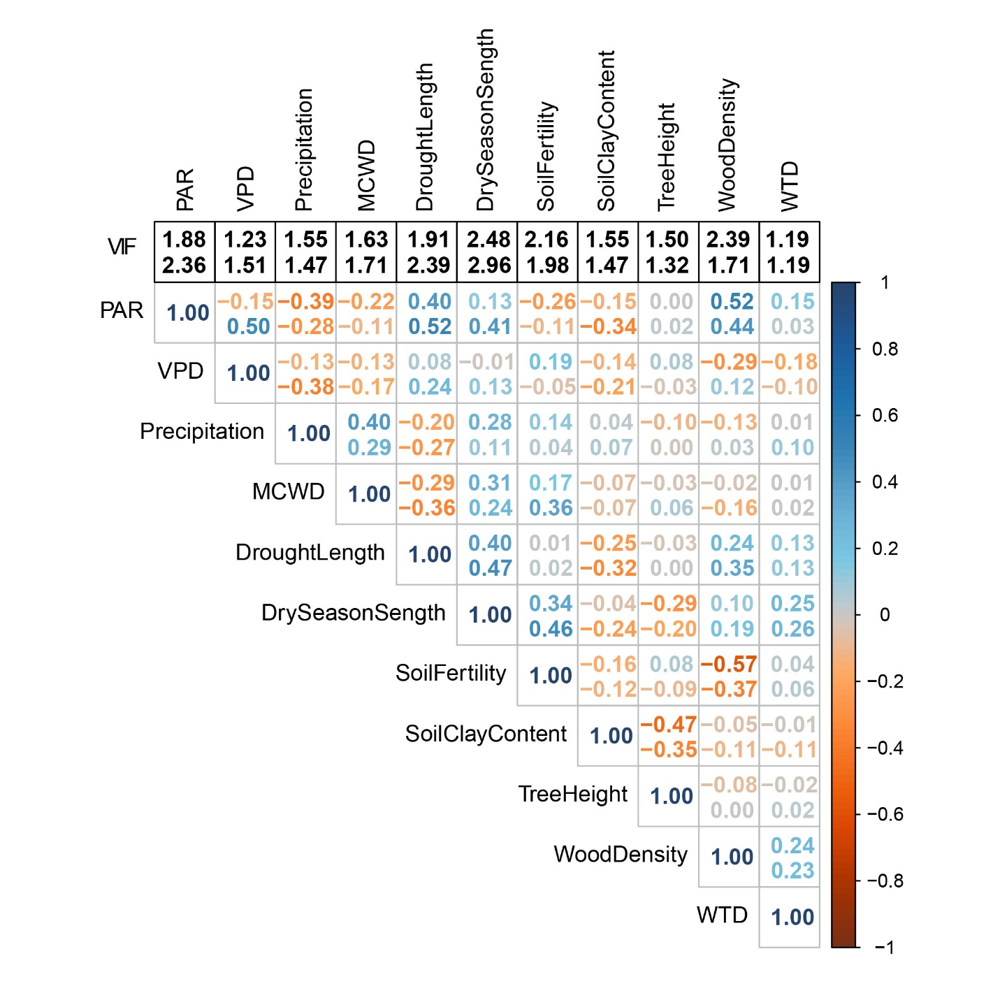 PAR VPD Precipitation MCWD DroughtLength DrySeasonSength SoilFertility SoilClayContent TreeHeight WoodDensity WTD
VIF 1.88 1.23 1.55 1.63 1.91 2.48 2.16 1.55 1.50 2.39 1.19
2.36 1.51 1.47 1.71 2.39 2.96 1.98 1.47 1.32 1.71 1.19
PAR 1.00 −0.15 −0.39 −0.22 0.40 0.13 −0.26 −0.15 0.00 0.52 0.15
0.50 −0.28 −0.11 0.52 0.41 −0.11 −0.34 0.02 0.44 0.03
VPD 1.00 −0.13 −0.13 0.08 −0.01 0.19 −0.14 0.08 −0.29 −0.18
−0.38 −0.17 0.24 0.13 −0.05 −0.21 −0.03 0.12 −0.10
Precipitation 1.00 0.40 −0.20 0.28 0.14 0.04 −0.10 −0.13 0.01
0.29 −0.27 0.11 0.04 0.07 0.00 0.03 0.10
MCWD 1.00 −0.29 0.31 0.17 −0.07 −0.03 −0.02 0.01
−0.36 0.24 0.36 −0.07 0.06 −0.16 0.02
DroughtLength 1.00 0.40 0.01 −0.25 −0.03 0.24 0.13
0.47 0.02 −0.32 0.00 0.35 0.13
DrySeasonSength 1.00 0.34 −0.04 −0.29 0.10 0.25
0.46 −0.24 −0.20 0.19 0.26
SoilFertility 1.00 −0.16 0.08 −0.57 0.04
−0.12 −0.09 −0.37 0.06
SoilClayContent 1.00 −0.47 −0.05 −0.01
−0.35 −0.11 −0.11
TreeHeight 1.00 −0.08 −0.02
0.00 0.02
WoodDensity 1.00 0.24
0.23
WTD 1.00
1
0.8
0.6
0.4
0.2
0
−0.2
−0.4
−0.6
−0.8
−1